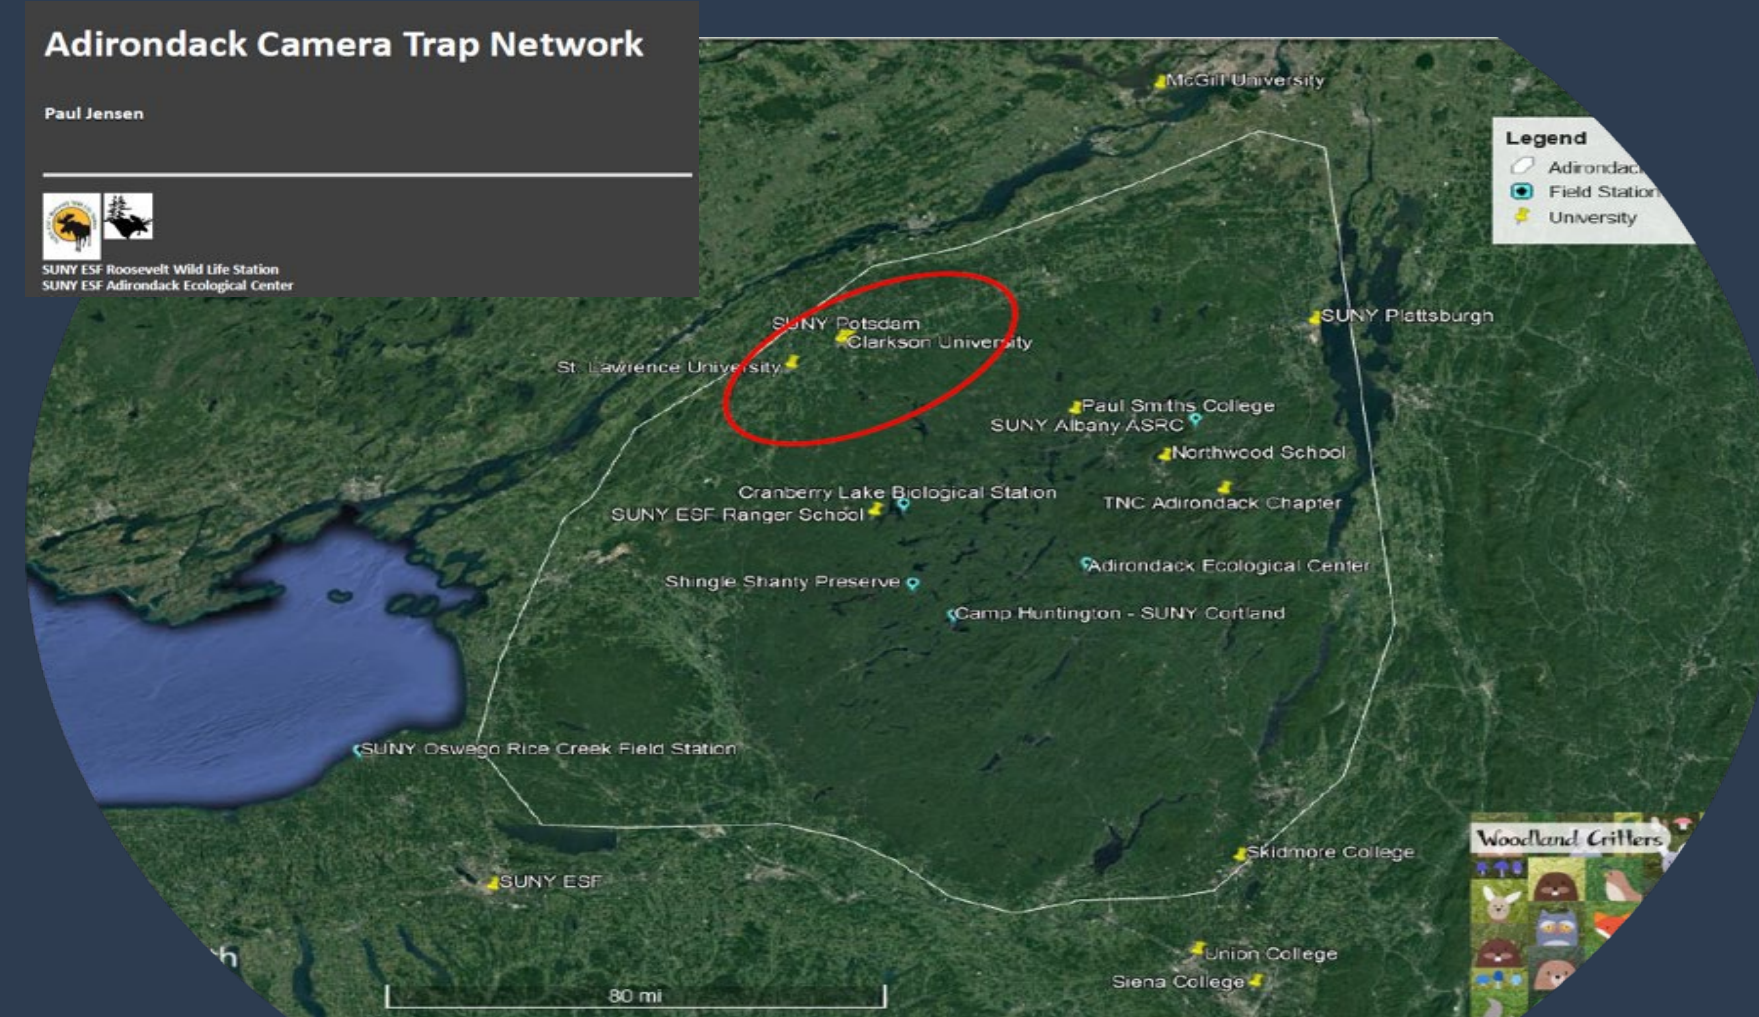 Adirondack Camera Trap Network
Paul Jensen
SUNY ESF Roosevelt Wild Life Station
SUNY ESF Adirondack Ecological Center
McGill University
Legend
Adirondac
Field Station
University
SUNY Plattsburgh
SUNY Potsdam
Clarkson University
St. Lawrence University
Paul Smiths College
SUNY Albany ASRC
Northwood School
Cranberry Lake Biological Station
TNC Adirondack Chapter
SUNY ESF Ranger School
Adirondack Ecological Center
Shingle Shanty Preserve
Camp Huntington - SUNY Cortland
SUNY Oswego Rice Creek Field Station
Woodland Critters
Skidmore College
SUNY ESF
Union College
Siena College
80 mi